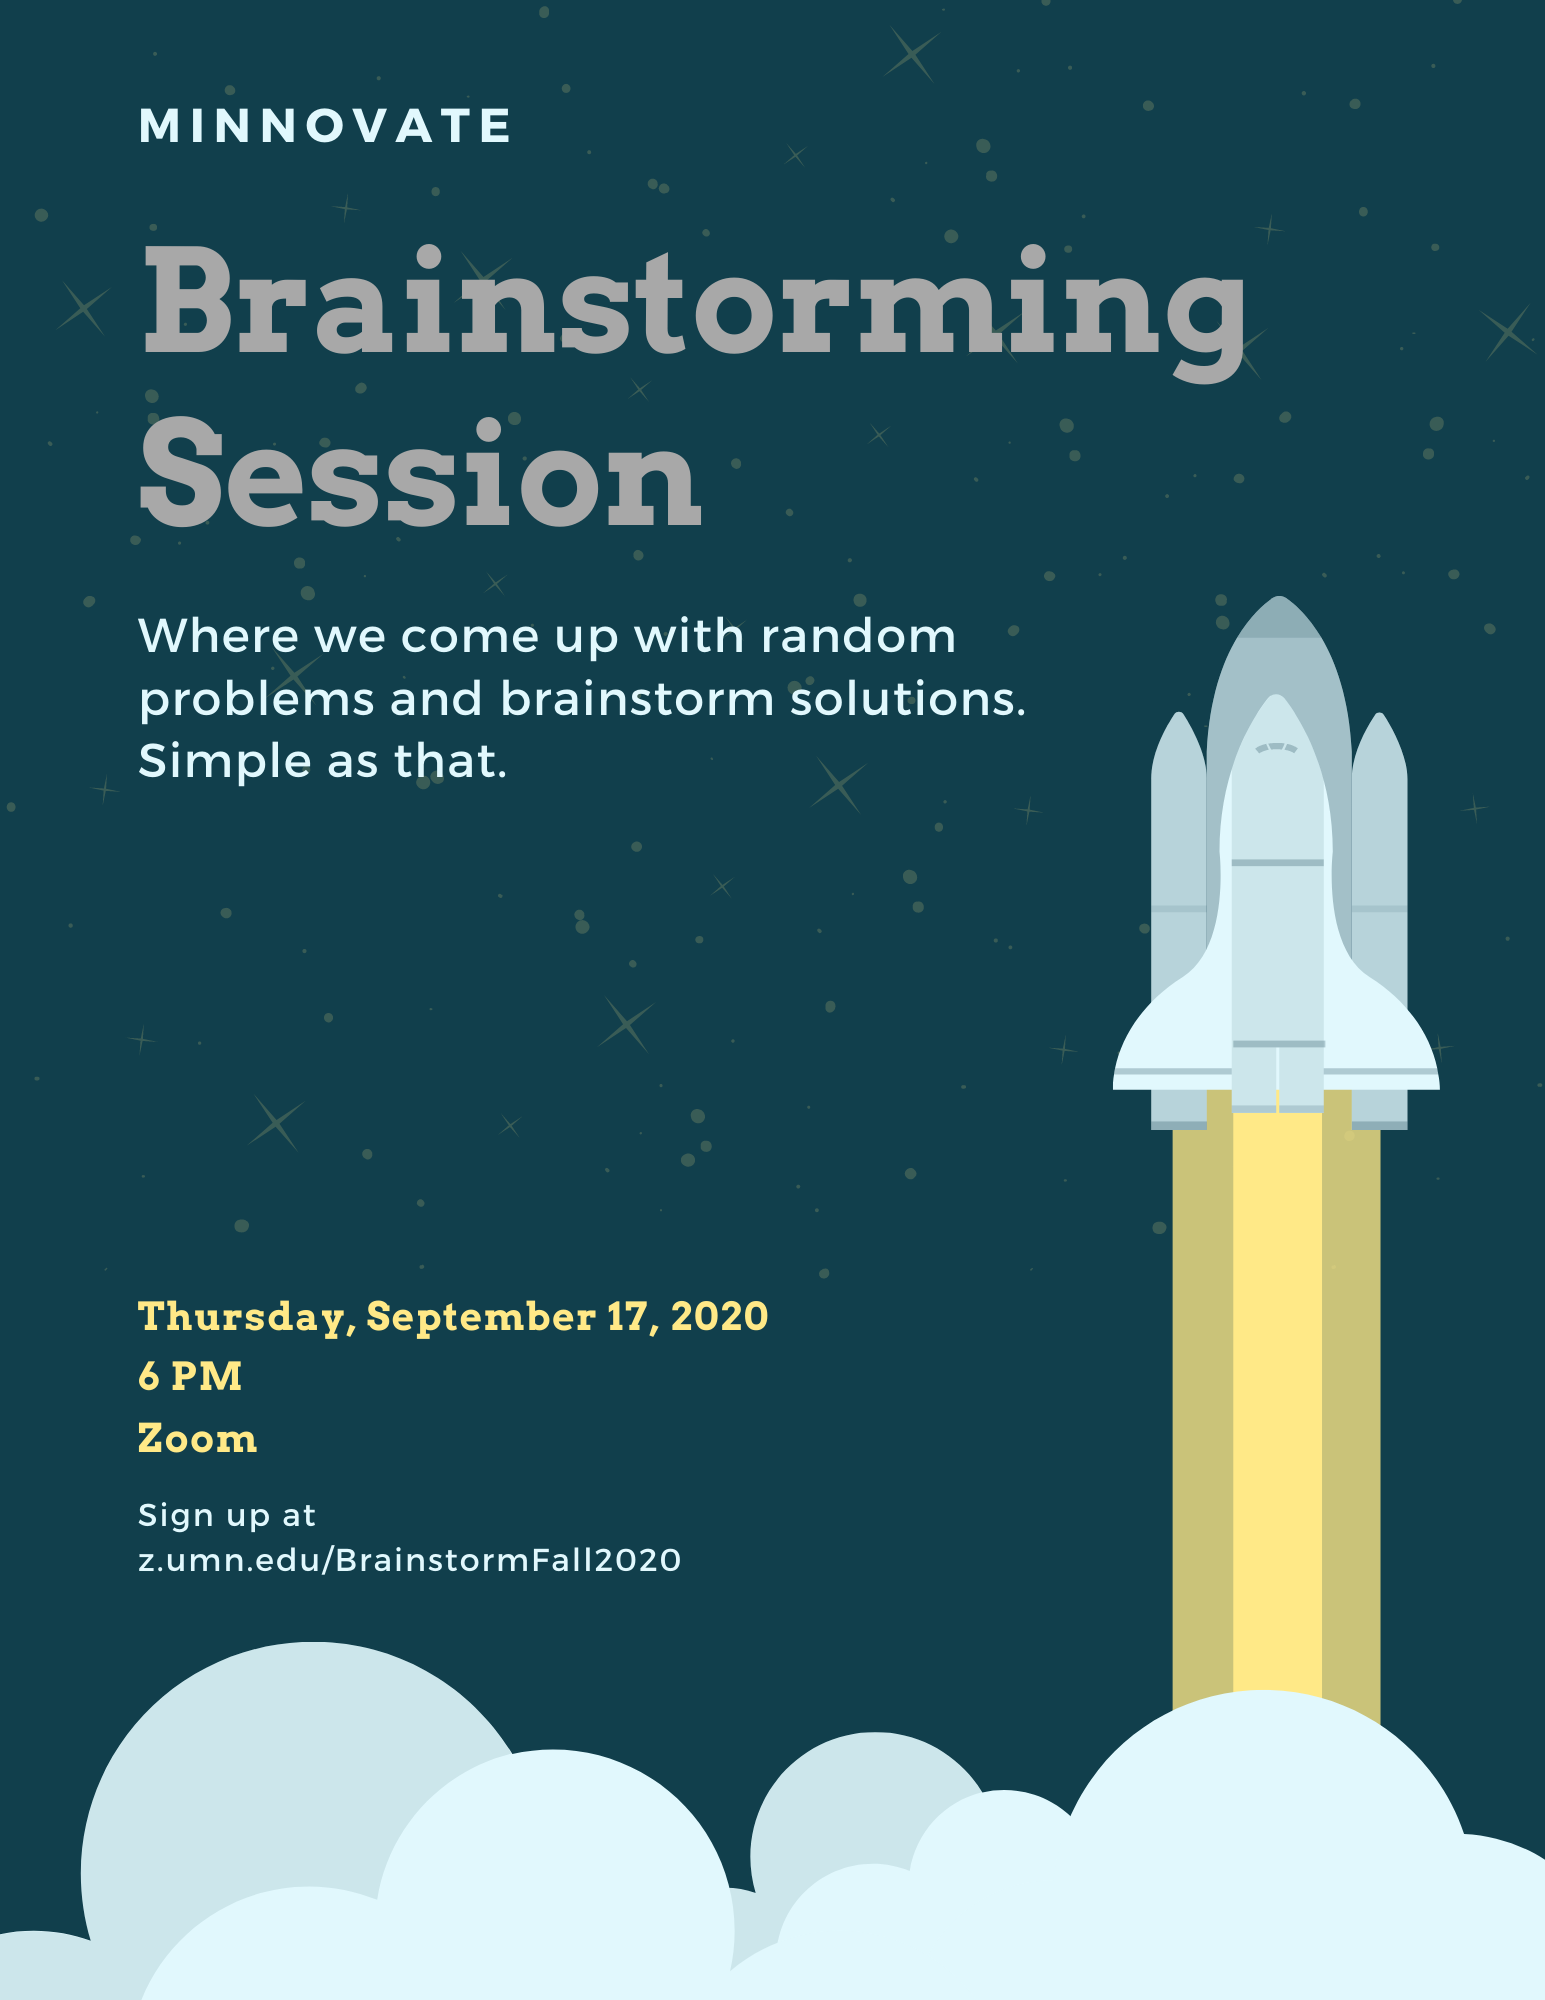 MINNOVATE
Brainstorming
Session
Where we come up with random
problems and brainstorm solutions.
Simple as that.
Thursday, September 17, 2020
6 PM
Zoom
Sign up at
z.umn.edu/BrainstormFall2020